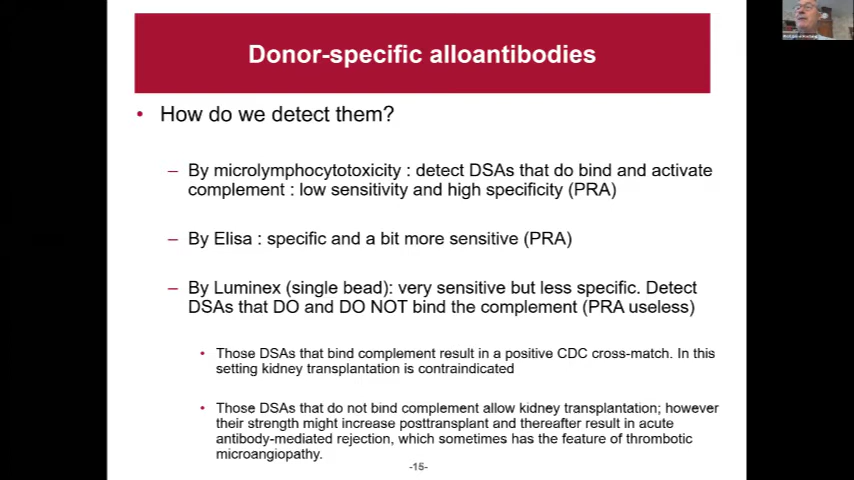 Donor-specific alloantibodies
• How do we detect them?
– By microlymphocytotoxicity : detect DSAs that do bind and activate
complement : low sensitivity and high specificity (PRA)
– By Elisa : specific and a bit more sensitive (PRA)
– By Luminex (single bead): very sensitive but less specific. Detect
DSAs that DO and DO NOT bind the complement (PRA useless)
• Those DSAs that bind complement result in a positive CDC cross-match. In this
setting kidney transplantation is contraindicated
• Those DSAs that do not bind complement allow kidney transplantation; however
their strength might increase posttransplant and thereafter result in acute
antibody-mediated rejection, which sometimes has the feature of thrombotic
microangiopathy.
-15-